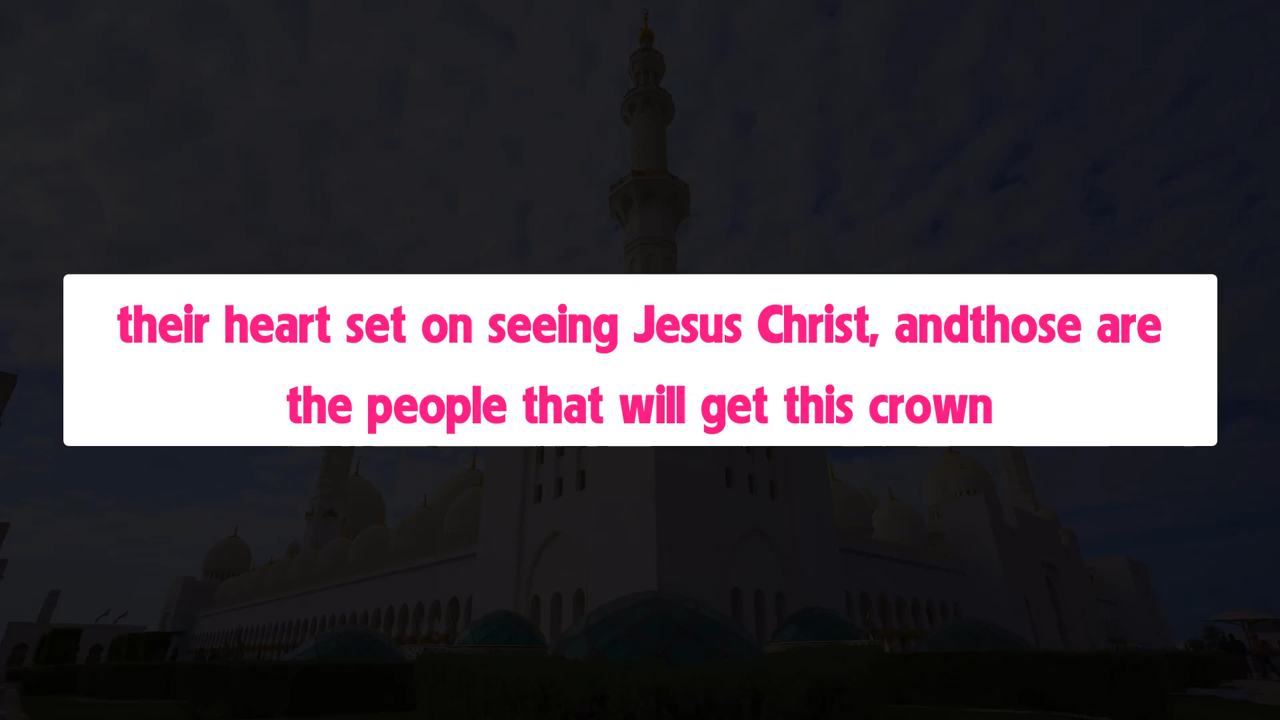 their heart set on seeing Jesus Christ, andthose are
the people that will get this crown